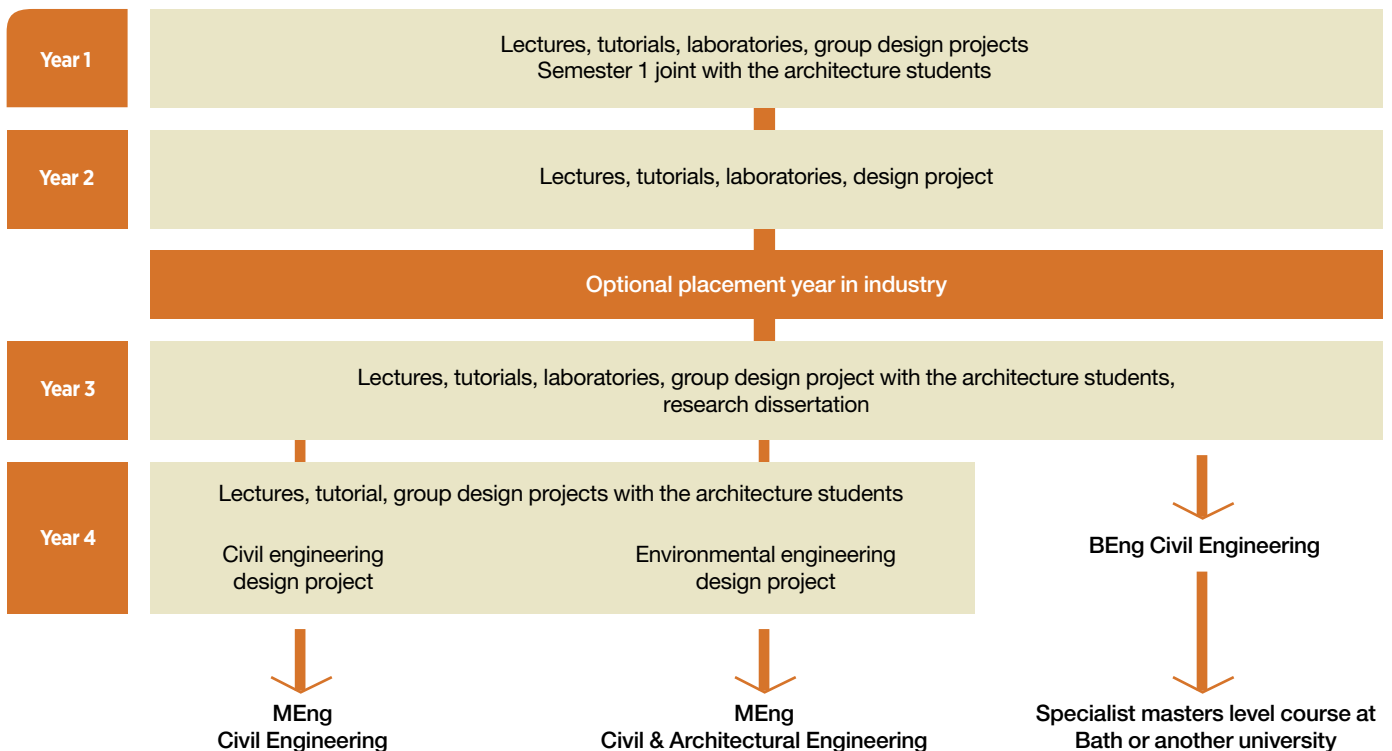 Year 1
Lectures, tutorials, laboratories, group design projects
Semester 1 joint with the architecture students
Year 2
Lectures, tutorials, laboratories, design project
Optional placement year in industry
Year 3
Lectures, tutorials, laboratories, group design project with the architecture students,
research dissertation
Year 4
Lectures, tutorial, group design projects with the architecture students
Civil engineering
design project
Environmental engineering
design project
BEng Civil Engineering
MEng
Civil Engineering
MEng
Civil & Architectural Engineering
Specialist masters level course at
Bath or another university